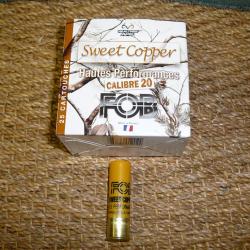 Sweet Copper
Hautes Performances
CALIBRE 20
FOB
25 CARTOUCHES
FOB
SWEET COPPER